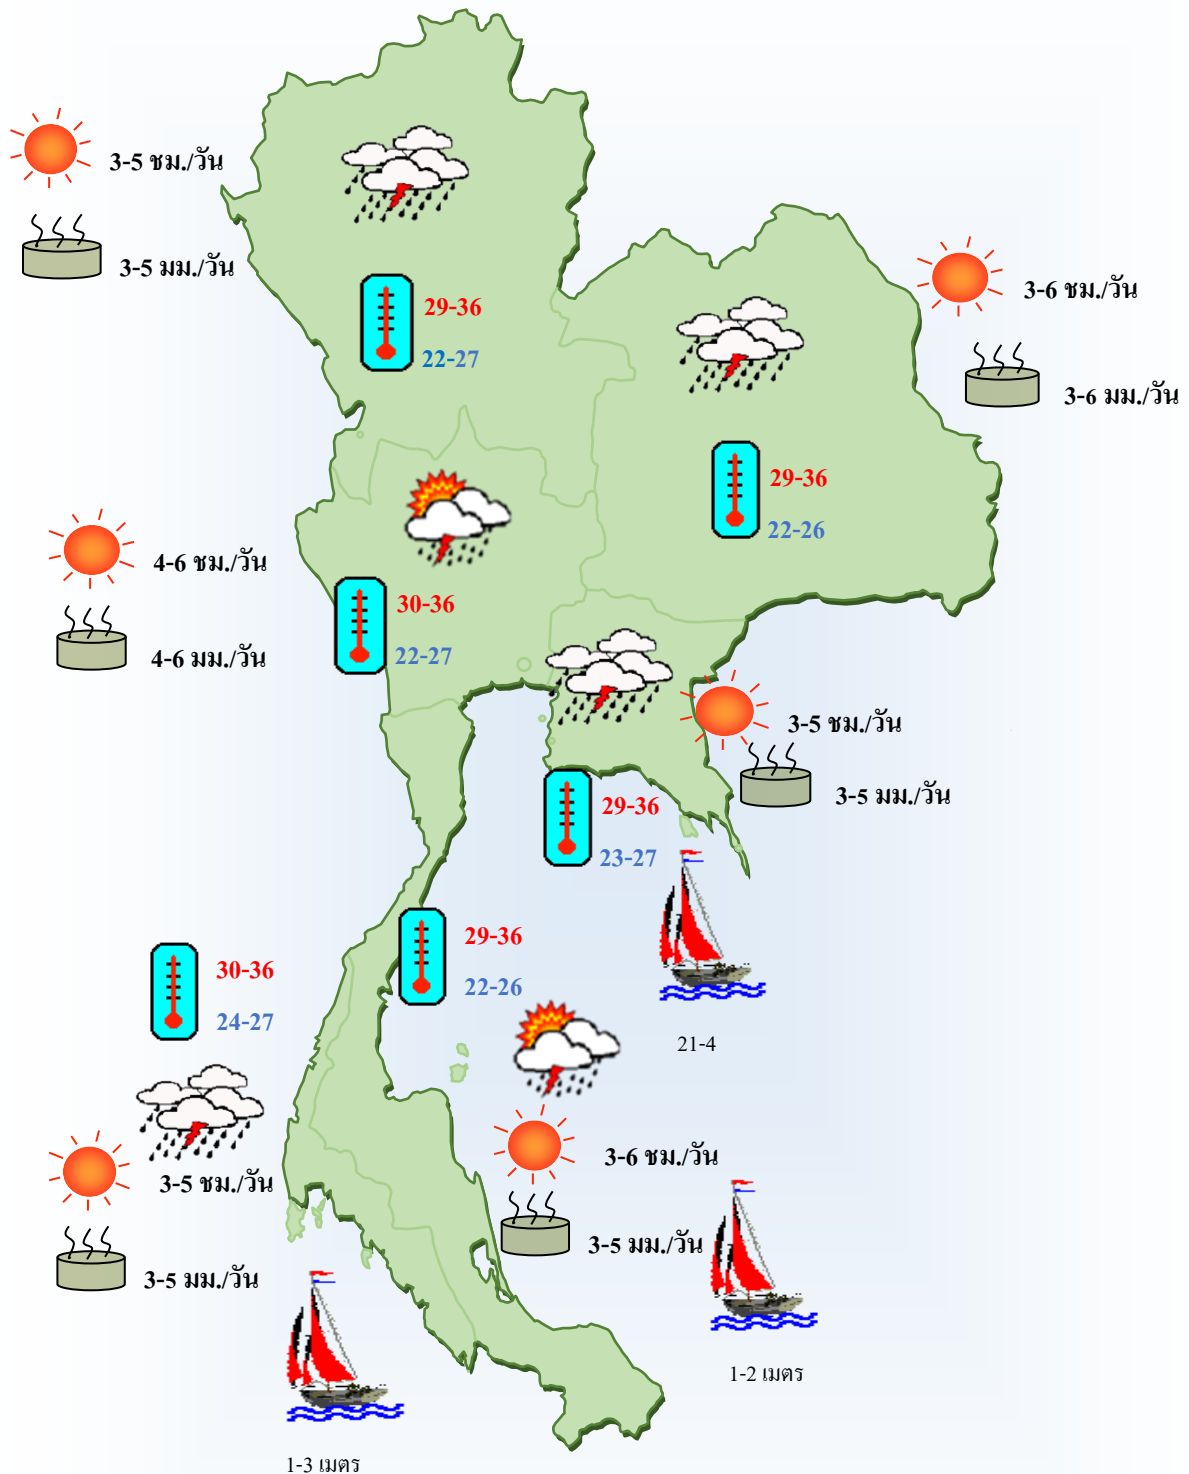 3-5 ชม./วัน
3-5 มม./วัน
29-36
22-27
3-6 ชม./วัน
3-6 มม./วัน
29-36
22-26
4-6 ชม./วัน
4-6 มม./วัน
30-36
22-27
3-5 ชม./วัน
3-5 มม./วัน
29-36
23-27
21-4
29-36
22-26
30-36
24-27
3-5 ชม./วัน
3-5 มม./วัน
3-6 ชม./วัน
3-5 มม./วัน
1-2 เมตร
1-3 เมตร